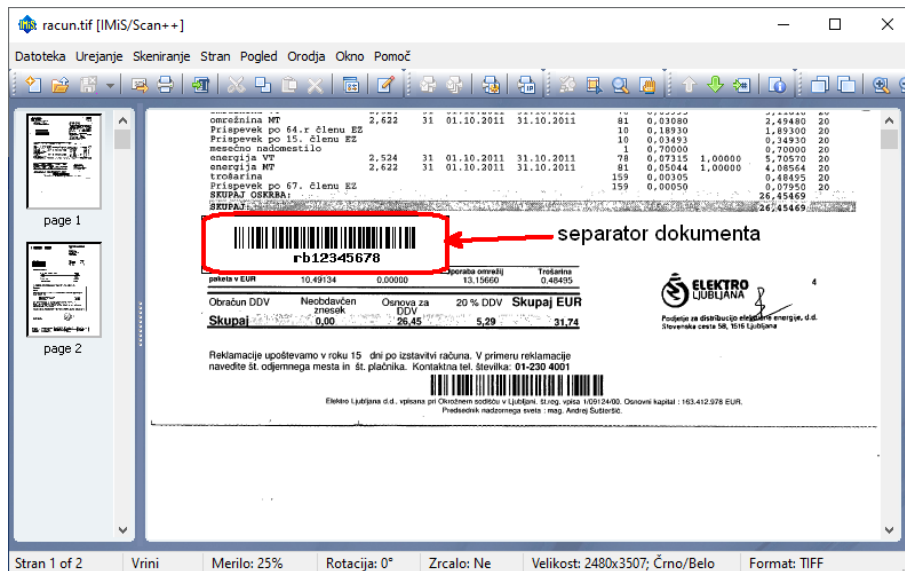 racun.tif [IMiS/Scan++]
Datoteka Urejanje Skeniranje Stran Pogled Orodja Okno Pomoč
omrežnina MT 2,622 31 01.10.2011 31.10.2011 81 0,03080 2,49480 20
Prispevek po 64.r členu EZ 10 0,18930 1,89300 20
Prispevek po 15. členu EZ 10 0,03493 0,34930 20
mesečno nadomestilo 1 0,70000 0,70000 20
energija VT 2,524 31 01.10.2011 31.10.2011 78 0,07315 1,00000 5,70570 20
energija MT 2,622 31 01.10.2011 31.10.2011 81 0,05044 1,00000 4,08564 20
trošarina 159 0,00305 0,48495 20
Prispevek po 67. členu EZ 159 0,00050 0,07950 20
SKUPAJ OSKRBA: 26,45469
SKUPAJ: 26,45469
separator dokumenta
rb12345678
paketa v EUR 10.49134 0.00000 omrežij 13,15660 Trošarina 0,48495
Obračun DDV Neobdavčen znesek Osnova za DDV 20 % DDV Skupaj EUR
Skupaj 0,00 26,45 5,29 31,74
ELEKTRO
LJUBLJANA
4
Podjetje za distribucijo električne energije, d.d.
Slovenska cesta 58, 1516 Ljubljana
Reklamacije upoštevamo v roku 15 dni po izstavitvi računa. V primeru reklamacije
navedite št. odjemnega mesta in št. plačnika. Kontaktna tel. številka: 01-230 4001
Elektro Ljubljana d.d., vpisana pri Okrožnem sodišču v Ljubljani. št.reg. vpisa 1/09124/00. Osnovni kapital : 163.412.978 EUR.
Predsednik nadzornega sveta : mag. Andrej Šušteršič.
page 1
page 2
Stran 1 of 2 Vrini Merilo: 25% Rotacija: 0° Zrcalo: Ne Velikost: 2480x3507; Črno/Belo Format: TIFF